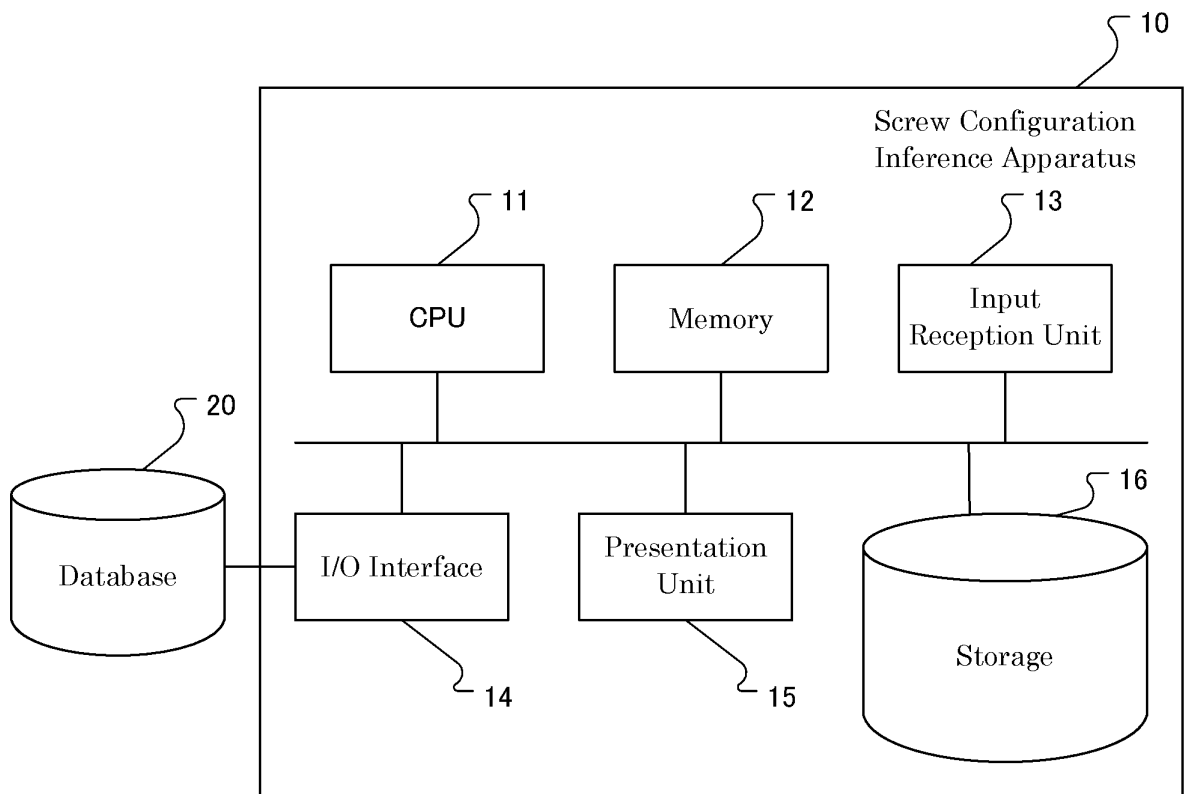 10
Screw Configuration
Inference Apparatus
11
12
13
CPU
Memory
Input
Reception Unit
20
16
Database
I/O Interface
Presentation
Unit
Storage
14
15